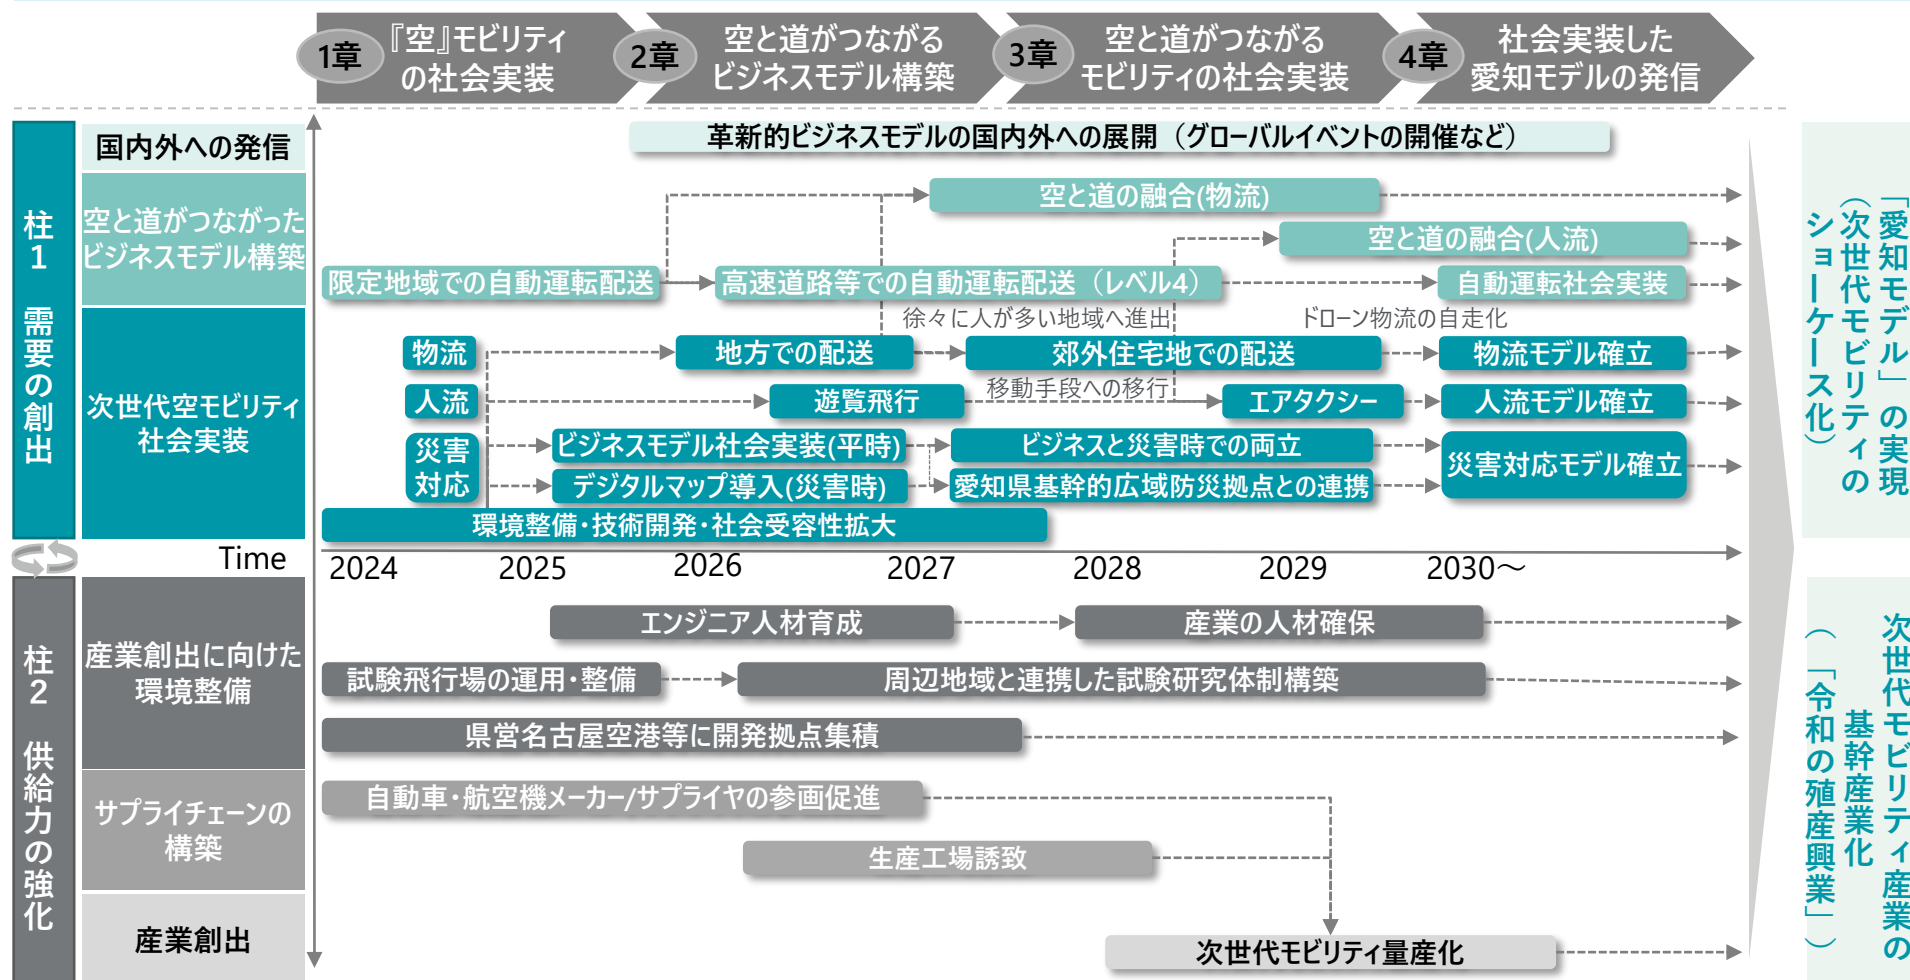 1章
『空』モビリティ
の社会実装
2章
空と道がつながる
ビジネスモデル構築
3章
空と道がつながる
モビリティの社会実装
4章
社会実装した
愛知モデルの発信
柱1 需要の創出
国内外への発信
革新的ビジネスモデルの国内外への展開（グローバルイベントの開催など）
空と道がつながった
ビジネスモデル構築
空と道の融合(物流)
空と道の融合(人流)
限定地域での自動運転配送
高速道路等での自動運転配送（レベル4）
自動運転社会実装
次世代空モビリティ
社会実装
徐々に人が多い地域へ進出
ドローン物流の自走化
物流
地方での配送
郊外住宅地での配送
物流モデル確立
移動手段への移行
人流
遊覧飛行
エアタクシー
人流モデル確立
災害
対応
ビジネスモデル社会実装(平時)
ビジネスと災害時での両立
災害対応モデル確立
デジタルマップ導入(災害時)
愛知県基幹的広域防災拠点との連携
環境整備・技術開発・社会受容性拡大
Time
2024
2025
2026
2027
2028
2029
2030～
柱2 供給力の強化
産業創出に向けた
環境整備
エンジニア人材育成
産業の人材確保
試験飛行場の運用・整備
周辺地域と連携した試験研究体制構築
県営名古屋空港等に開発拠点集積
サプライチェーンの
構築
自動車・航空機メーカー/サプライヤの参画促進
生産工場誘致
産業創出
次世代モビリティ量産化
「愛知モデル」の実現
（次世代モビリティの
ショーケース化）
次世代モビリティ産業の
基幹産業化
（「令和の殖産興業」）